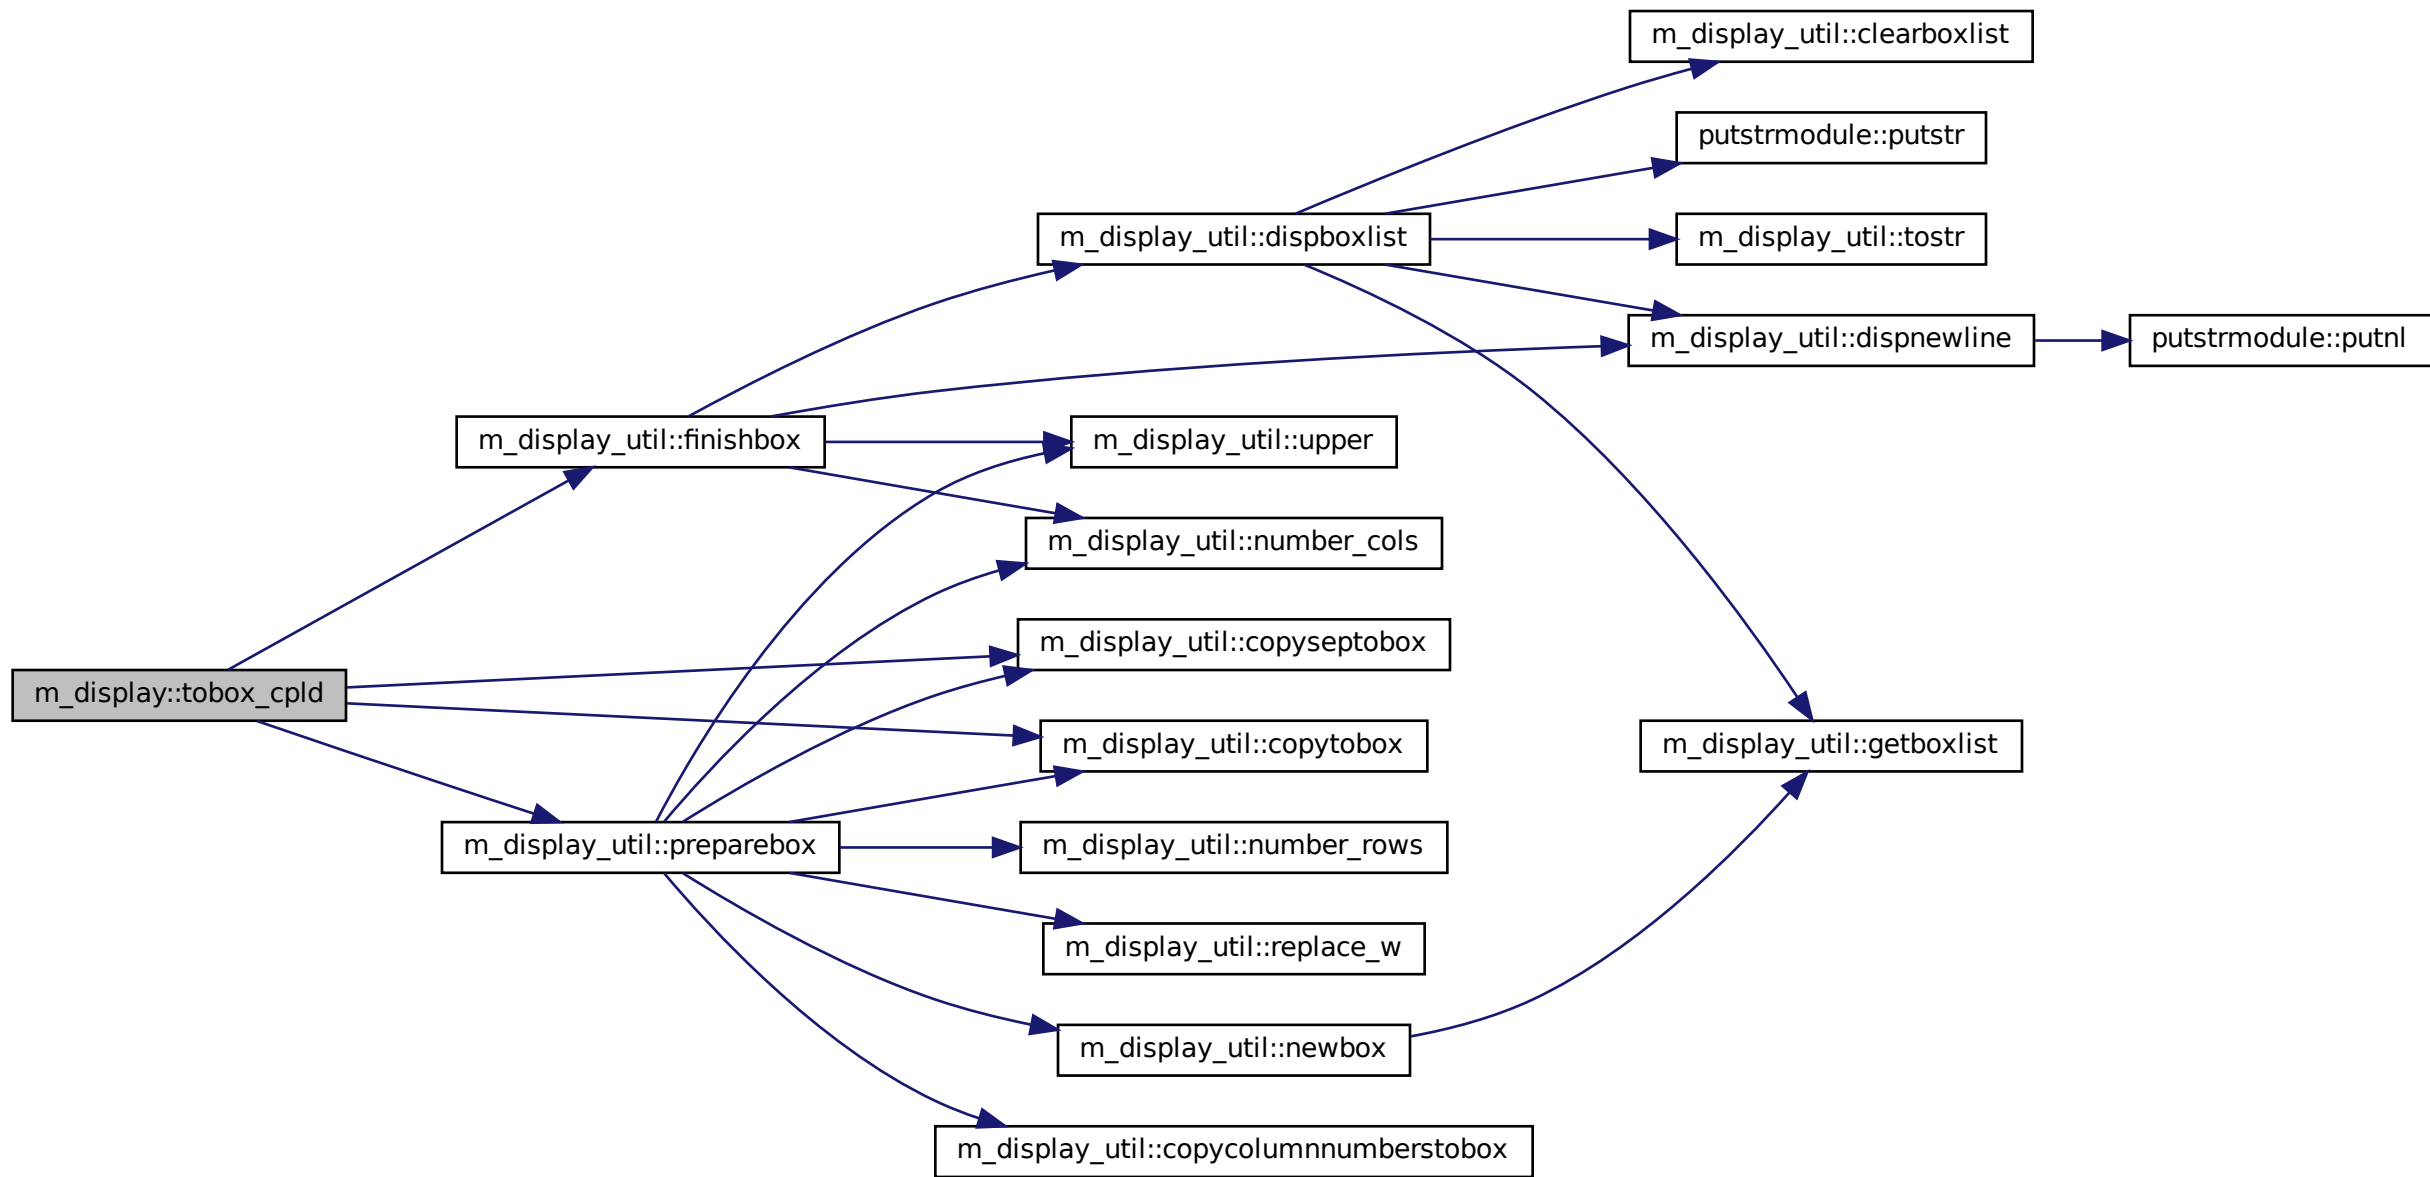 m_display_util::clearboxlist
putstrmodule::putstr
m_display_util::dispboxlist
m_display_util::tostr
m_display_util::dispnewline
putstrmodule::putnl
m_display_util::finishbox
m_display_util::upper
m_display_util::number_cols
m_display_util::copyseptobox
m_display::tobox_cpld
m_display_util::copytobox
m_display_util::getboxlist
m_display_util::preparebox
m_display_util::number_rows
m_display_util::replace_w
m_display_util::newbox
m_display_util::copycolumnnumberstobox